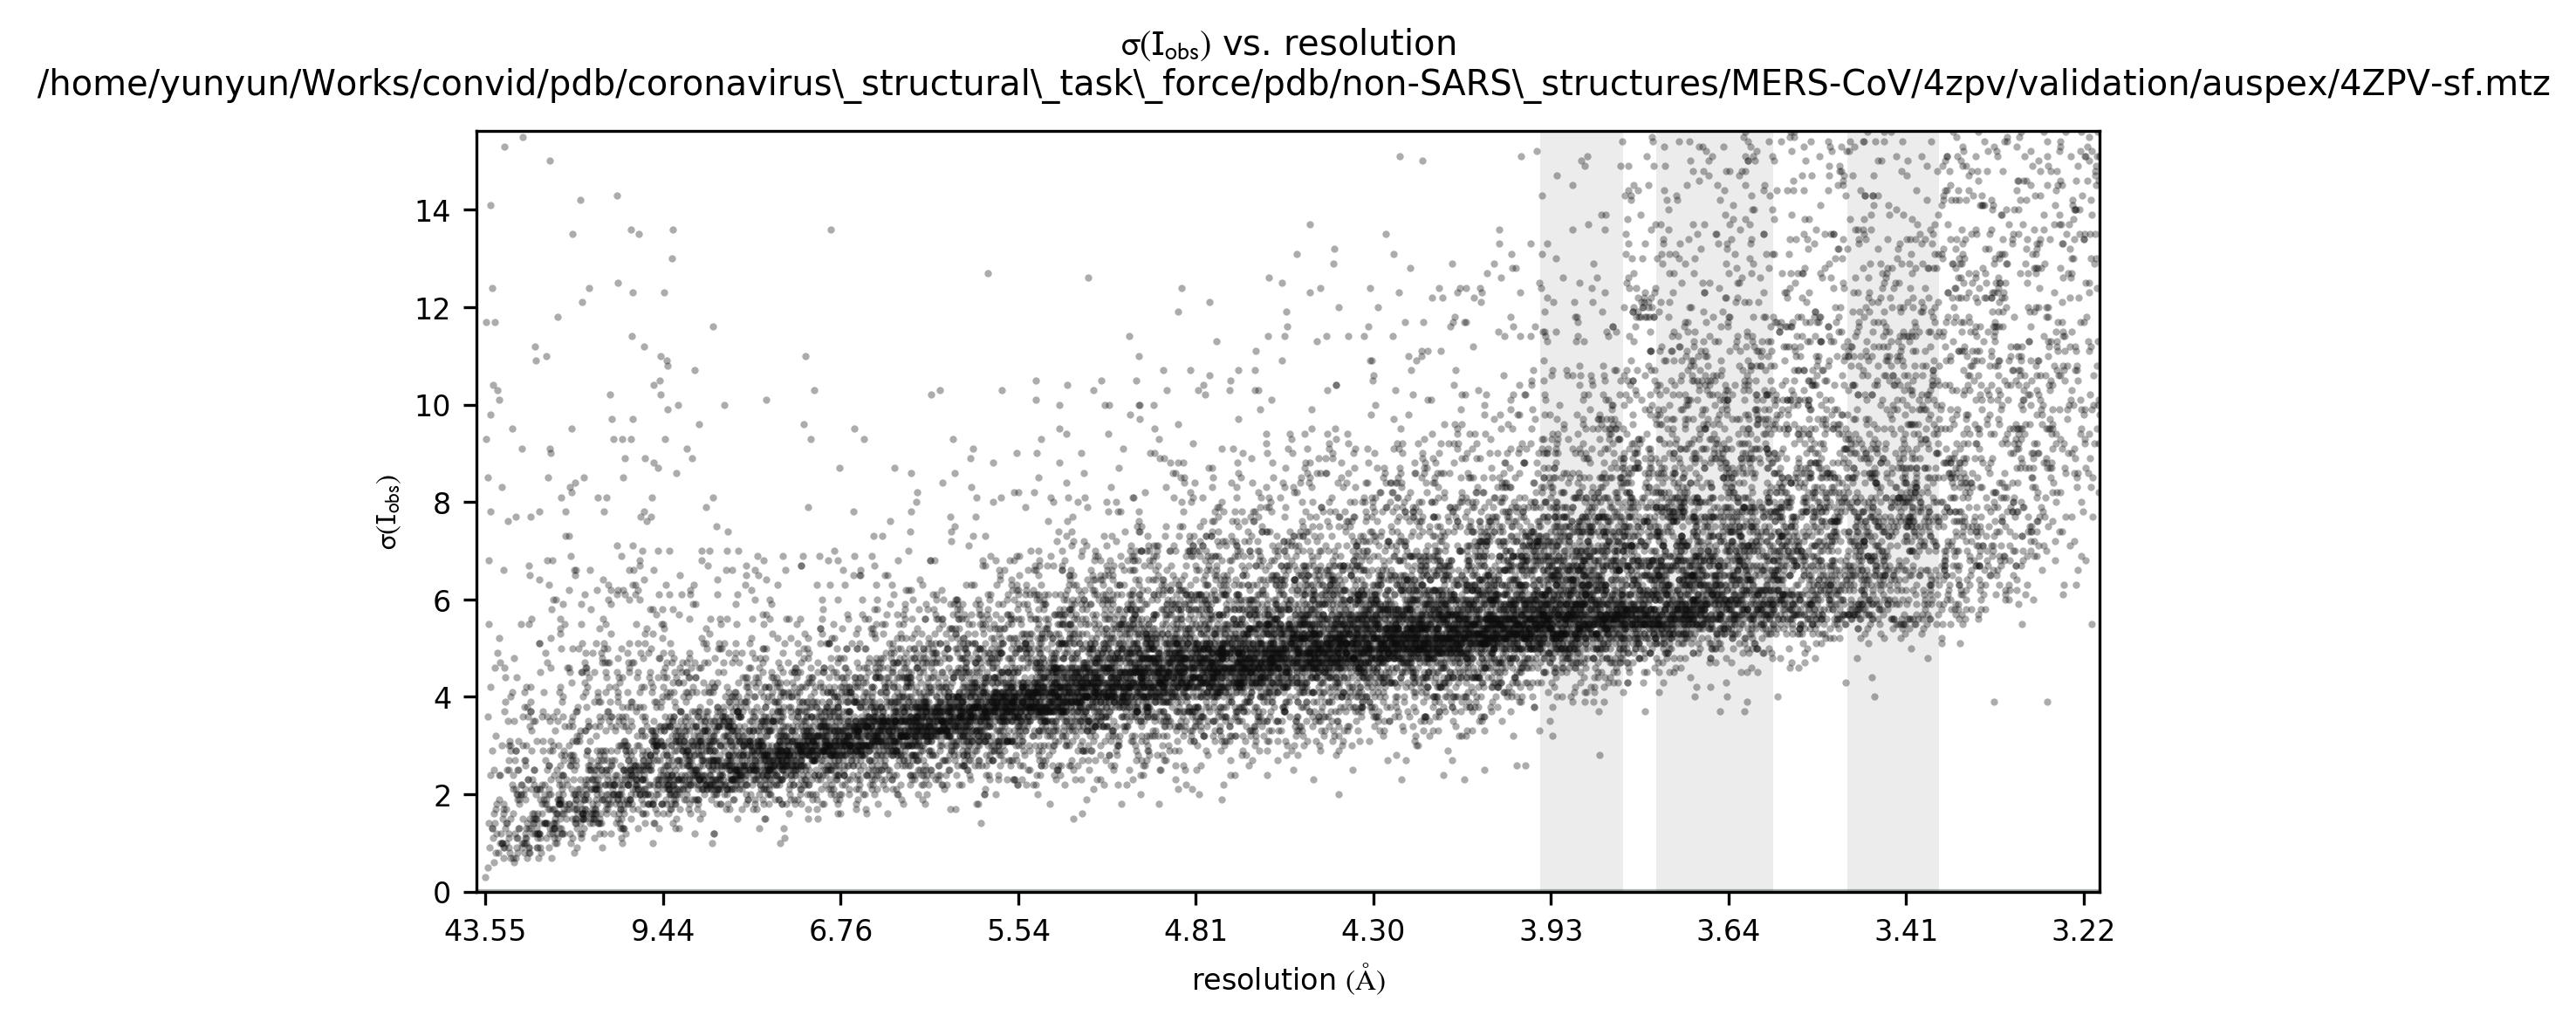 σ(I_obs) vs. resolution
/home/yunyun/Works/convid/pdb/coronavirus\_structural\_task\_force/pdb/non-SARS\_structures/MERS-CoV/4zpv/validation/auspex/4ZPV-sf.mtz
14
12
10
8
6
4
2
0
σ(I_obs)
43.55 9.44 6.76 5.54 4.81 4.30 3.93 3.64 3.41 3.22
resolution (Å)